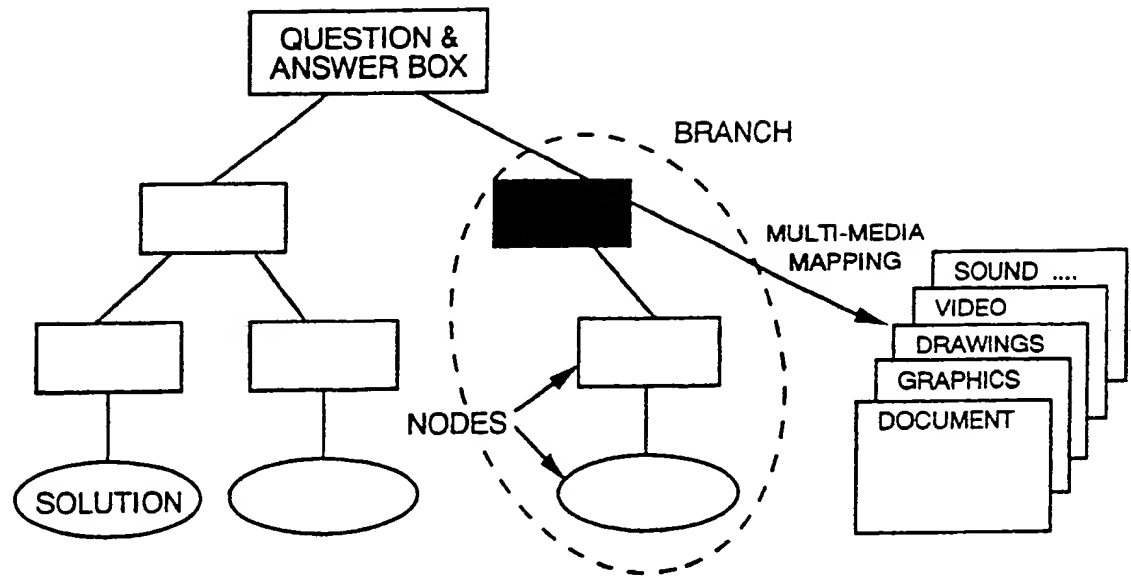 QUESTION &
ANSWER BOX
BRANCH
MULTI-MEDIA
MAPPING
SOUND ....
VIDEO
DRAWINGS
GRAPHICS
DOCUMENT
NODES
SOLUTION